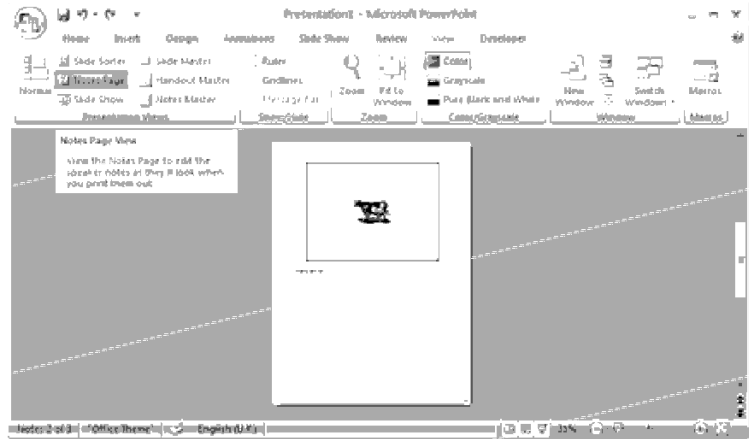 Presentation1 - Microsoft PowerPoint
Home Insert Design Animations Slide Show Review View Developer
Normal
Slide Sorter
Notes Page
Slide Show
Slide Master
Handout Master
Notes Master
Presentation Views
Ruler
Gridlines
Message Bar
Show/Hide
Zoom
Fit to
Window
Zoom
Color
Grayscale
Pure Black and White
Color/Grayscale
New
Window
Switch
Windows
Window
Macros
Macros
Notes Page View
View the Notes Page to edit the
speaker notes as they'll look when
you print them out
Notes 2 of 3 "Office Theme" English (U.K.) 35%